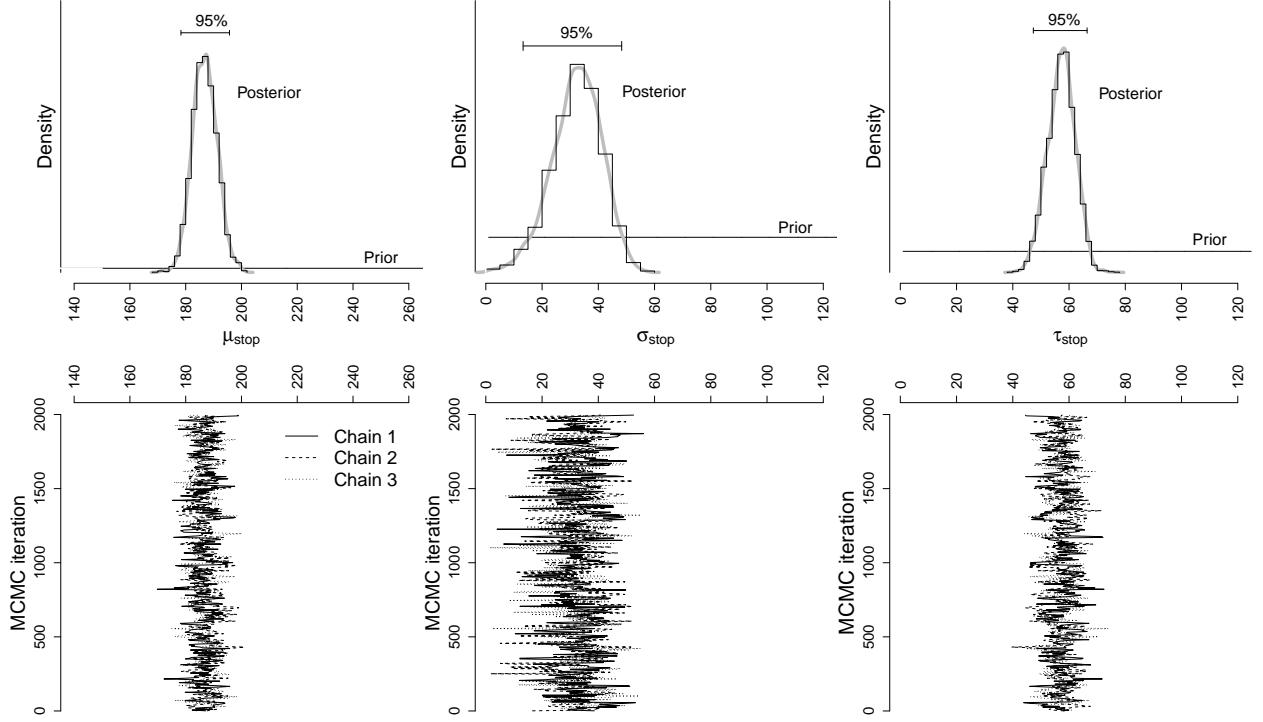 95%
95%
95%
Posterior
Posterior
Posterior
Density
Density
Density
Prior
Prior
Prior
140 160 180 200 220 240 260
0 20 40 60 80 100 120
0 20 40 60 80 100 120
μstop
σstop
τstop
140 160 180 200 220 240 260
0 20 40 60 80 100 120
0 20 40 60 80 100 120
Chain 1
Chain 2
Chain 3
MCMC iteration
0 500 1000 1500 2000
MCMC iteration
0 500 1000 1500 2000
MCMC iteration
0 500 1000 1500 2000